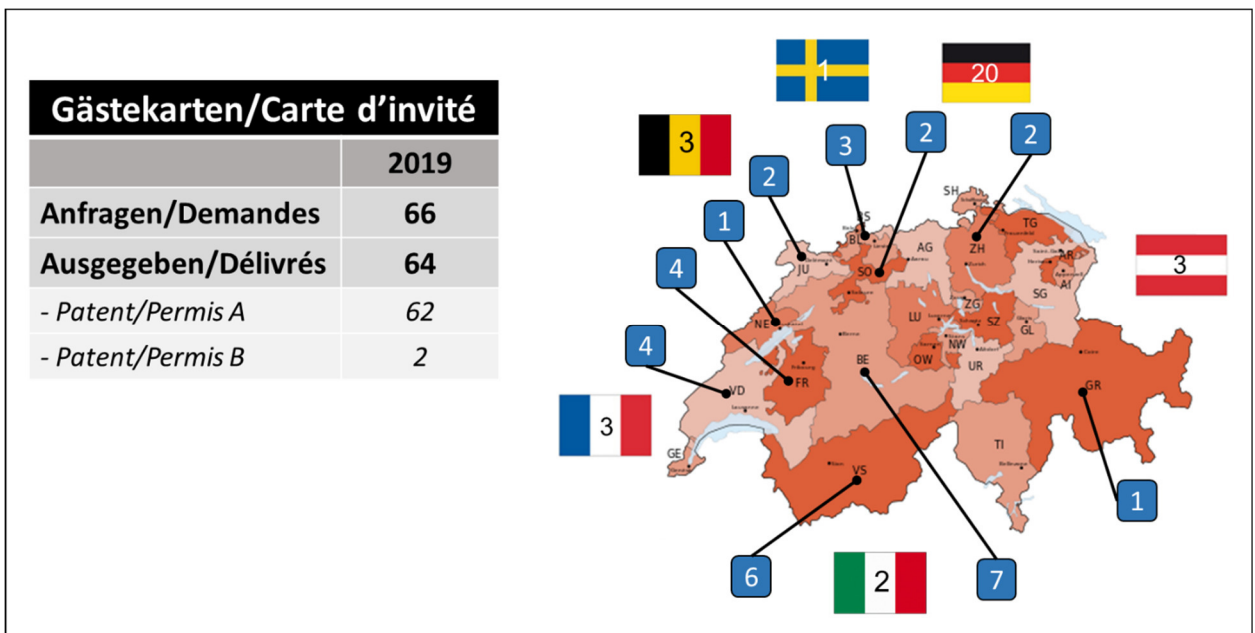 Gästekarten/Carte d'invité
2019
Anfragen/Demandes 66
Ausgegeben/Délivrés 64
- Patent/Permis A 62
- Patent/Permis B 2
1
20
3
2
3
2
2
1
4
4
3
3
6
2
7
1
SH
BS
BL
TG
ZH
AG
JU
SO
AR
AI
SG
ZG
LU
SZ
GL
NE
NW
OW
BE
UR
FR
VD
GR
GE
VS
TI